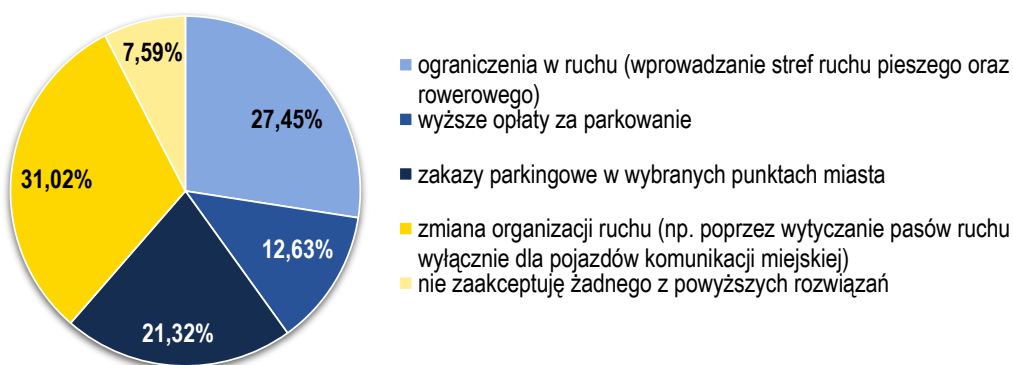 7,59%
27,45%
31,02%
12,63%
21,32%
ograniczenia w ruchu (wprowadzanie stref ruchu pieszego oraz
rowerowego)
wyższe opłaty za parkowanie
zakazy parkingowe w wybranych punktach miasta
zmiana organizacji ruchu (np. poprzez wytyczanie pasów ruchu
wyłącznie dla pojazdów komunikacji miejskiej)
nie zaakceptuję żadnego z powyższych rozwiązań